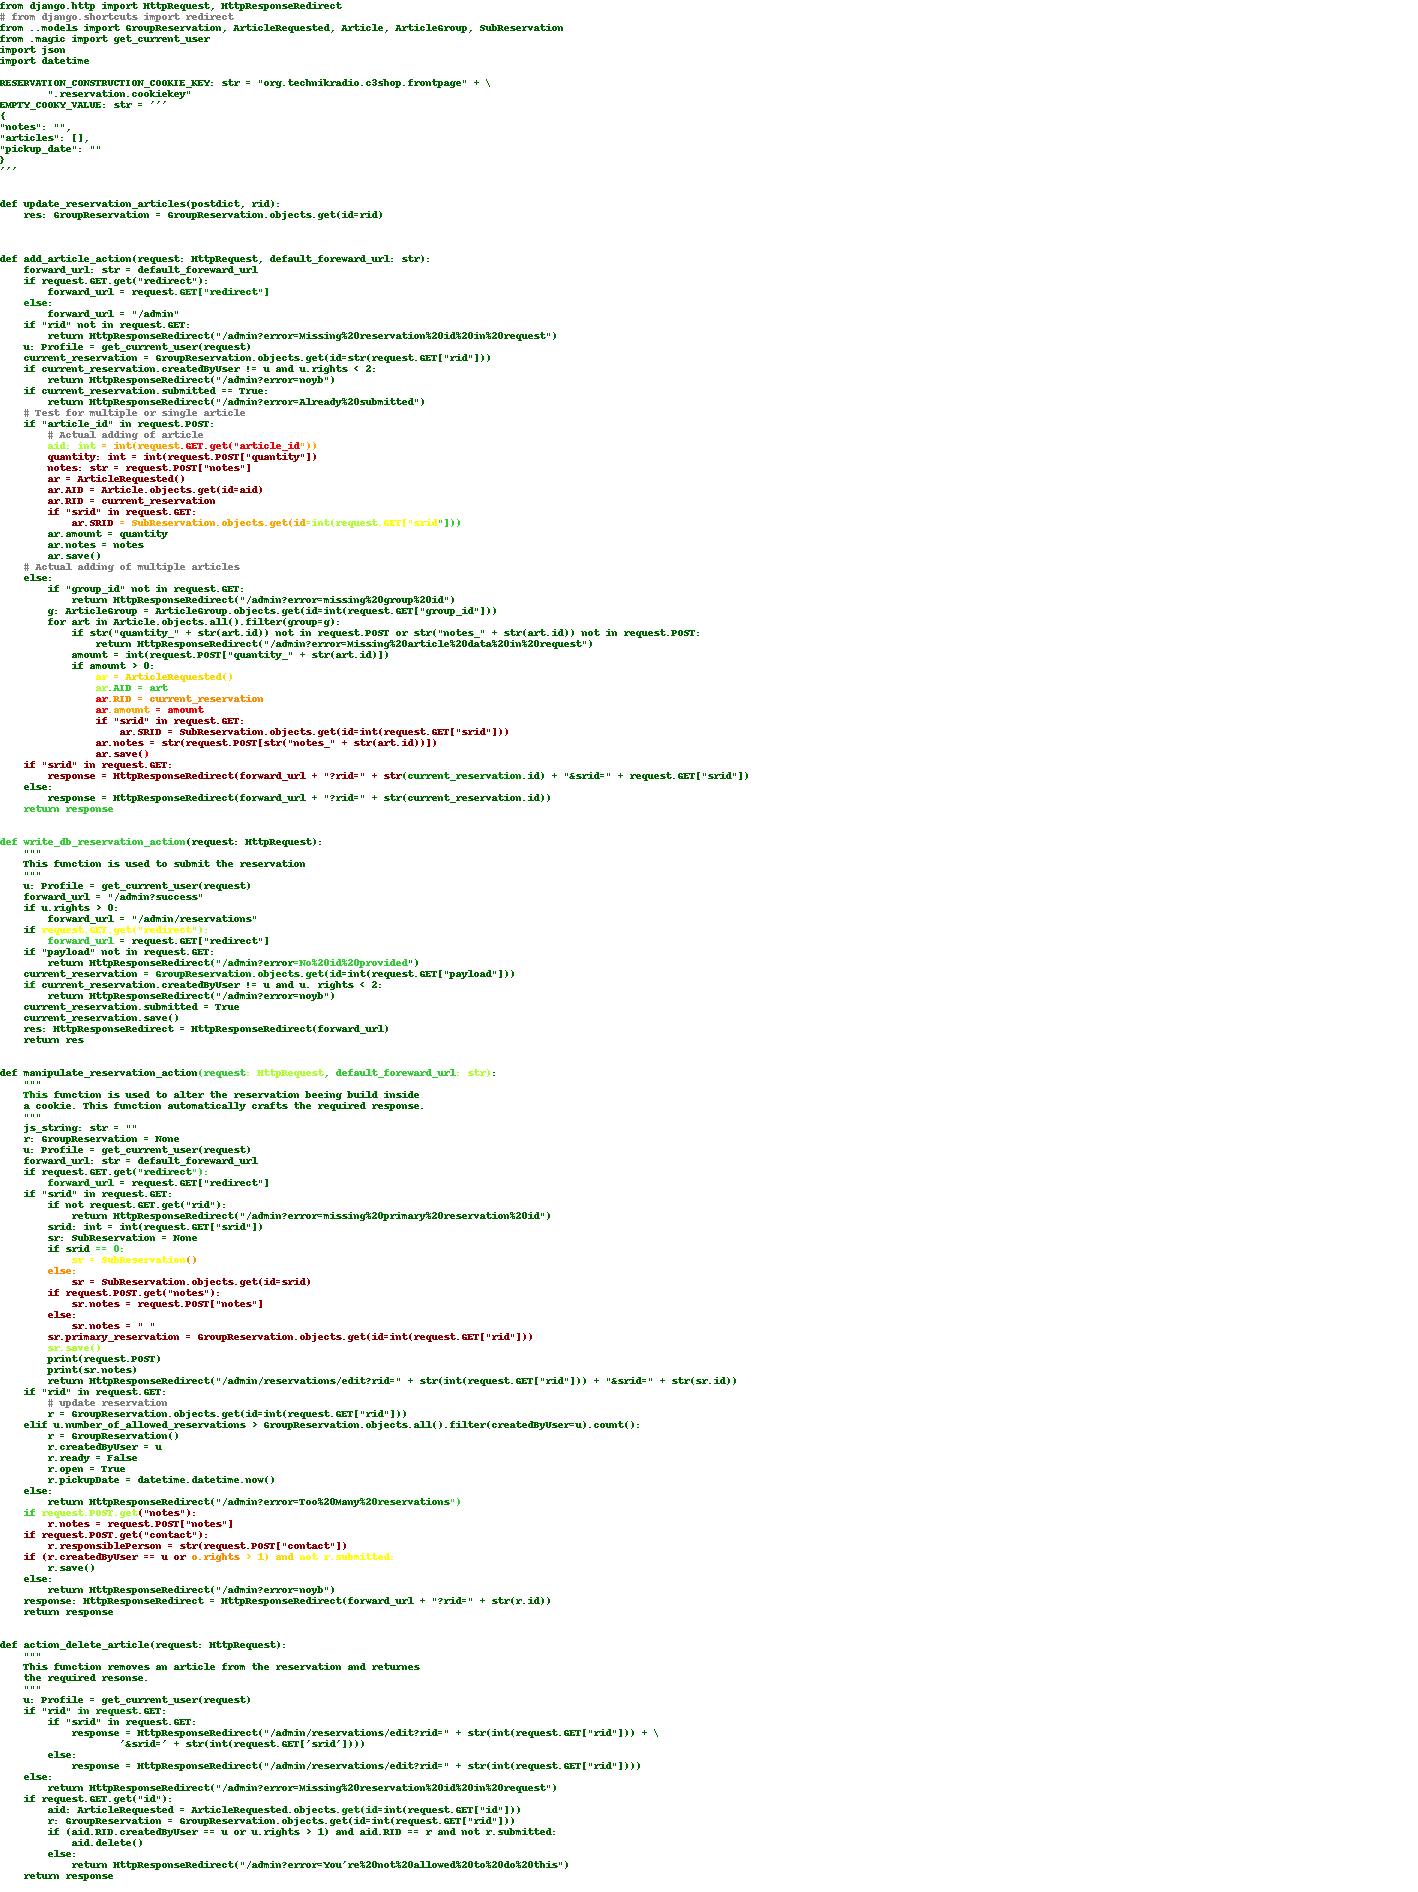 from django.http import HttpRequest, HttpResponseRedirect
# from django.shortcuts import redirect
from ..models import GroupReservation, ArticleRequested, Article, ArticleGroup, SubReservation
from .magic import get_current_user
import json
import datetime

RESERVATION_CONSTRUCTION_COOKIE_KEY: str = "org.technikradio.c3shop.frontpage" + \
        ".reservation.cookiekey"
EMPTY_COOKY_VALUE: str = '''
{
"notes": "",
"articles": [],
"pickup_date": ""
}
'''


def update_reservation_articles(postdict, rid):
    res: GroupReservation = GroupReservation.objects.get(id=rid)



def add_article_action(request: HttpRequest, default_foreward_url: str):
    forward_url: str = default_foreward_url
    if request.GET.get("redirect"):
        forward_url = request.GET["redirect"]
    else:
        forward_url = "/admin"
    if "rid" not in request.GET:
        return HttpResponseRedirect("/admin?error=Missing%20reservation%20id%20in%20request")
    u: Profile = get_current_user(request)
    current_reservation = GroupReservation.objects.get(id=str(request.GET["rid"]))
    if current_reservation.createdByUser != u and u.rights < 2:
        return HttpResponseRedirect("/admin?error=noyb")
    if current_reservation.submitted == True:
        return HttpResponseRedirect("/admin?error=Already%20submitted")
    # Test for multiple or single article
    if "article_id" in request.POST:
        # Actual adding of article
        aid: int = int(request.GET.get("article_id"))
        quantity: int = int(request.POST["quantity"])
        notes: str = request.POST["notes"]
        ar = ArticleRequested()
        ar.AID = Article.objects.get(id=aid)
        ar.RID = current_reservation
        if "srid" in request.GET:
            ar.SRID = SubReservation.objects.get(id=int(request.GET["srid"]))
        ar.amount = quantity
        ar.notes = notes
        ar.save()
    # Actual adding of multiple articles
    else:
        if "group_id" not in request.GET:
            return HttpResponseRedirect("/admin?error=missing%20group%20id")
        g: ArticleGroup = ArticleGroup.objects.get(id=int(request.GET["group_id"]))
        for art in Article.objects.all().filter(group=g):
            if str("quantity_" + str(art.id)) not in request.POST or str("notes_" + str(art.id)) not in request.POST:
                return HttpResponseRedirect("/admin?error=Missing%20article%20data%20in%20request")
            amount = int(request.POST["quantity_" + str(art.id)])
            if amount > 0:
                ar = ArticleRequested()
                ar.AID = art
                ar.RID = current_reservation
                ar.amount = amount
                if "srid" in request.GET:
                    ar.SRID = SubReservation.objects.get(id=int(request.GET["srid"]))
                ar.notes = str(request.POST[str("notes_" + str(art.id))])
                ar.save()
    if "srid" in request.GET:
        response = HttpResponseRedirect(forward_url + "?rid=" + str(current_reservation.id) + "&srid=" + request.GET["srid"])
    else:
        response = HttpResponseRedirect(forward_url + "?rid=" + str(current_reservation.id))
    return response


def write_db_reservation_action(request: HttpRequest):
    """
    This function is used to submit the reservation
    """
    u: Profile = get_current_user(request)
    forward_url = "/admin?success"
    if u.rights > 0:
        forward_url = "/admin/reservations"
    if request.GET.get("redirect"):
        forward_url = request.GET["redirect"]
    if "payload" not in request.GET:
        return HttpResponseRedirect("/admin?error=No%20id%20provided")
    current_reservation = GroupReservation.objects.get(id=int(request.GET["payload"]))
    if current_reservation.createdByUser != u and u. rights < 2:
        return HttpResponseRedirect("/admin?error=noyb")
    current_reservation.submitted = True
    current_reservation.save()
    res: HttpResponseRedirect = HttpResponseRedirect(forward_url)
    return res


def manipulate_reservation_action(request: HttpRequest, default_foreward_url: str):
    """
    This function is used to alter the reservation beeing build inside
    a cookie. This function automatically crafts the required response.
    """
    js_string: str = ""
    r: GroupReservation = None
    u: Profile = get_current_user(request)
    forward_url: str = default_foreward_url
    if request.GET.get("redirect"):
        forward_url = request.GET["redirect"]
    if "srid" in request.GET:
        if not request.GET.get("rid"):
            return HttpResponseRedirect("/admin?error=missing%20primary%20reservation%20id")
        srid: int = int(request.GET["srid"])
        sr: SubReservation = None
        if srid == 0:
            sr = SubReservation()
        else:
            sr = SubReservation.objects.get(id=srid)
        if request.POST.get("notes"):
            sr.notes = request.POST["notes"]
        else:
            sr.notes = " "
        sr.primary_reservation = GroupReservation.objects.get(id=int(request.GET["rid"]))
        sr.save()
        print(request.POST)
        print(sr.notes)
        return HttpResponseRedirect("/admin/reservations/edit?rid=" + str(int(request.GET["rid"])) + "&srid=" + str(sr.id))
    if "rid" in request.GET:
        # update reservation
        r = GroupReservation.objects.get(id=int(request.GET["rid"]))
    elif u.number_of_allowed_reservations > GroupReservation.objects.all().filter(createdByUser=u).count():
        r = GroupReservation()
        r.createdByUser = u
        r.ready = False
        r.open = True
        r.pickupDate = datetime.datetime.now()
    else:
        return HttpResponseRedirect("/admin?error=Too%20Many%20reservations")
    if request.POST.get("notes"):
        r.notes = request.POST["notes"]
    if request.POST.get("contact"):
        r.responsiblePerson = str(request.POST["contact"])
    if (r.createdByUser == u or o.rights > 1) and not r.submitted:
        r.save()
    else:
        return HttpResponseRedirect("/admin?error=noyb")
    response: HttpResponseRedirect = HttpResponseRedirect(forward_url + "?rid=" + str(r.id))
    return response


def action_delete_article(request: HttpRequest):
    """
    This function removes an article from the reservation and returnes
    the required resonse.
    """
    u: Profile = get_current_user(request)
    if "rid" in request.GET:
        if "srid" in request.GET:
            response = HttpResponseRedirect("/admin/reservations/edit?rid=" + str(int(request.GET["rid"])) + \
                    '&srid=' + str(int(request.GET['srid'])))
        else:
            response = HttpResponseRedirect("/admin/reservations/edit?rid=" + str(int(request.GET["rid"])))
    else:
        return HttpResponseRedirect("/admin?error=Missing%20reservation%20id%20in%20request")
    if request.GET.get("id"):
        aid: ArticleRequested = ArticleRequested.objects.get(id=int(request.GET["id"]))
        r: GroupReservation = GroupReservation.objects.get(id=int(request.GET["rid"]))
        if (aid.RID.createdByUser == u or u.rights > 1) and aid.RID == r and not r.submitted:
            aid.delete()
        else:
            return HttpResponseRedirect("/admin?error=You're%20not%20allowed%20to%20do%20this")
    return response